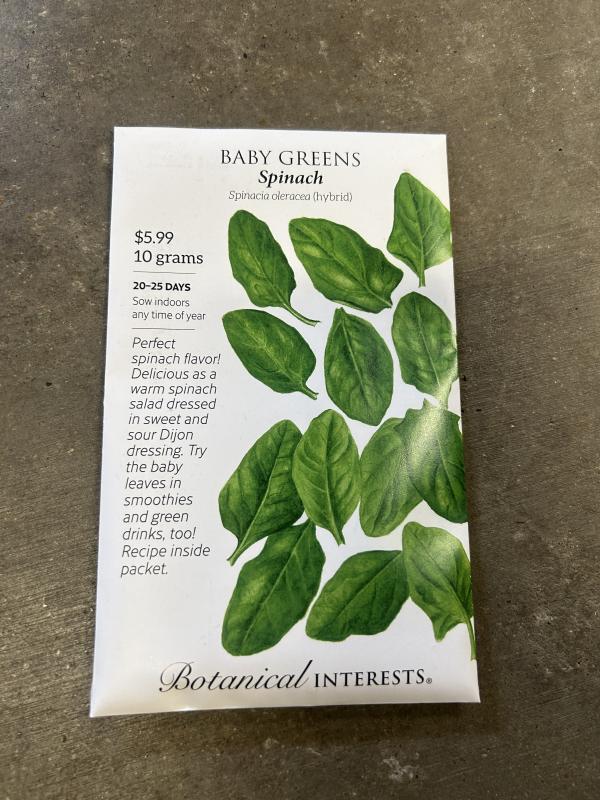 BABY GREENS
Spinach
Spinacia oleracea (hybrid)
$5.99
10 grams
20–25 DAYS
Sow indoors
any time of year
Perfect
spinach flavor!
Delicious as a
warm spinach
salad dressed
in sweet and
sour Dijon
dressing. Try
the baby
leaves in
smoothies
and green
drinks, too!
Recipe inside
packet.
Botanical INTERESTS®